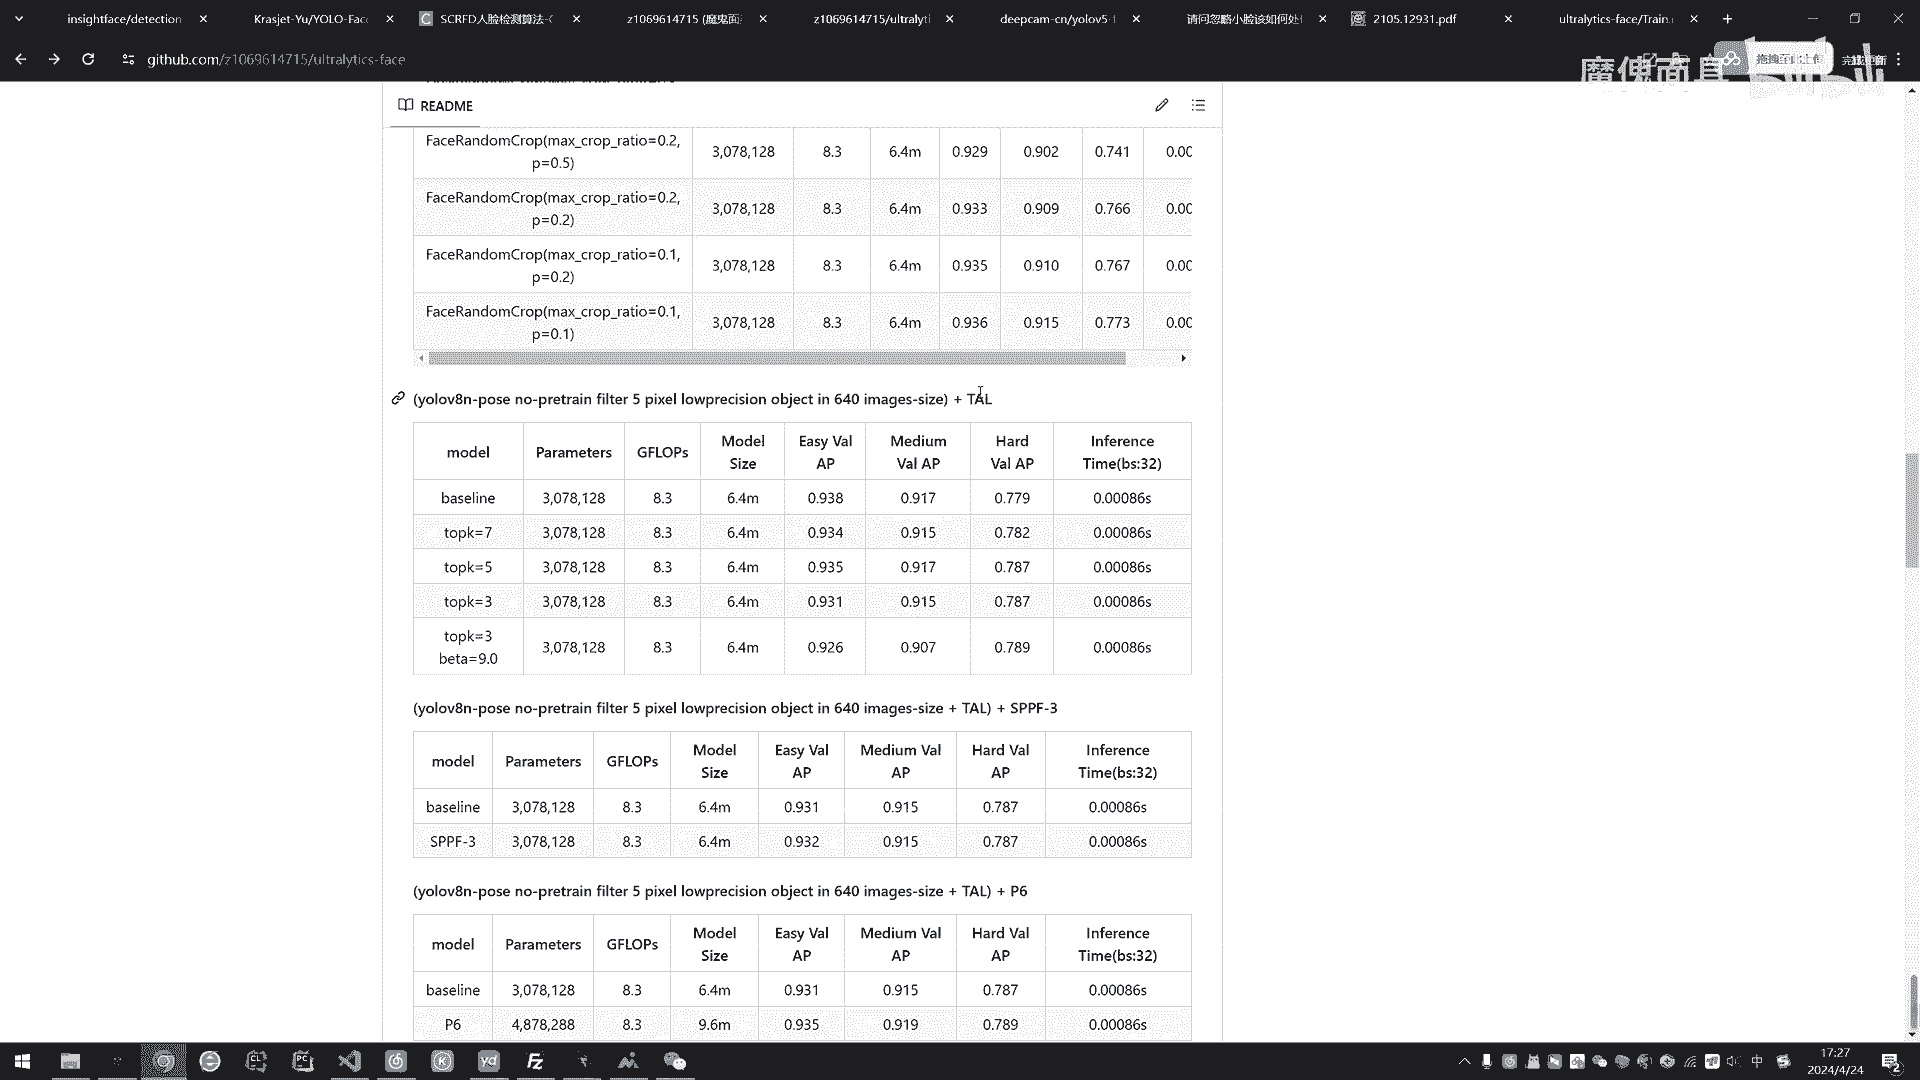 insightface/detection
Krasjet-Yu/YOLO-Fac
SCRFD人脸检测算法-C
z1069614715 (魔鬼面
z1069614715/ultralyti
deepcam-cn/yolov5-f
请问忽略小脸该如何处
2105.12931.pdf
ultralytics-face/Train.
github.com/z1069614715/ultralytics-face
魔傀面具
bilibili
README
FaceRandomCrop(max_crop_ratio=0.2, p=0.5) 3,078,128 8.3 6.4m 0.929 0.902 0.741 0.00
FaceRandomCrop(max_crop_ratio=0.2, p=0.2) 3,078,128 8.3 6.4m 0.933 0.909 0.766 0.00
FaceRandomCrop(max_crop_ratio=0.1, p=0.2) 3,078,128 8.3 6.4m 0.935 0.910 0.767 0.00
FaceRandomCrop(max_crop_ratio=0.1, p=0.1) 3,078,128 8.3 6.4m 0.936 0.915 0.773 0.00
(yolov8n-pose no-pretrain filter 5 pixel lowprecision object in 640 images-size) + TAL
model Parameters GFLOPs Model Size Easy Val AP Medium Val AP Hard Val AP Inference Time(bs:32)
baseline 3,078,128 8.3 6.4m 0.938 0.917 0.779 0.00086s
topk=7 3,078,128 8.3 6.4m 0.934 0.915 0.782 0.00086s
topk=5 3,078,128 8.3 6.4m 0.935 0.917 0.787 0.00086s
topk=3 3,078,128 8.3 6.4m 0.931 0.915 0.787 0.00086s
topk=3 beta=9.0 3,078,128 8.3 6.4m 0.926 0.907 0.789 0.00086s
(yolov8n-pose no-pretrain filter 5 pixel lowprecision object in 640 images-size + TAL) + SPPF-3
model Parameters GFLOPs Model Size Easy Val AP Medium Val AP Hard Val AP Inference Time(bs:32)
baseline 3,078,128 8.3 6.4m 0.931 0.915 0.787 0.00086s
SPPF-3 3,078,128 8.3 6.4m 0.932 0.915 0.787 0.00086s
(yolov8n-pose no-pretrain filter 5 pixel lowprecision object in 640 images-size + TAL) + P6
model Parameters GFLOPs Model Size Easy Val AP Medium Val AP Hard Val AP Inference Time(bs:32)
baseline 3,078,128 8.3 6.4m 0.931 0.915 0.787 0.00086s
P6 4,878,288 8.3 9.6m 0.935 0.919 0.789 0.00086s
CL
PC
yd
Fz
中
17:27
2024/4/24
2